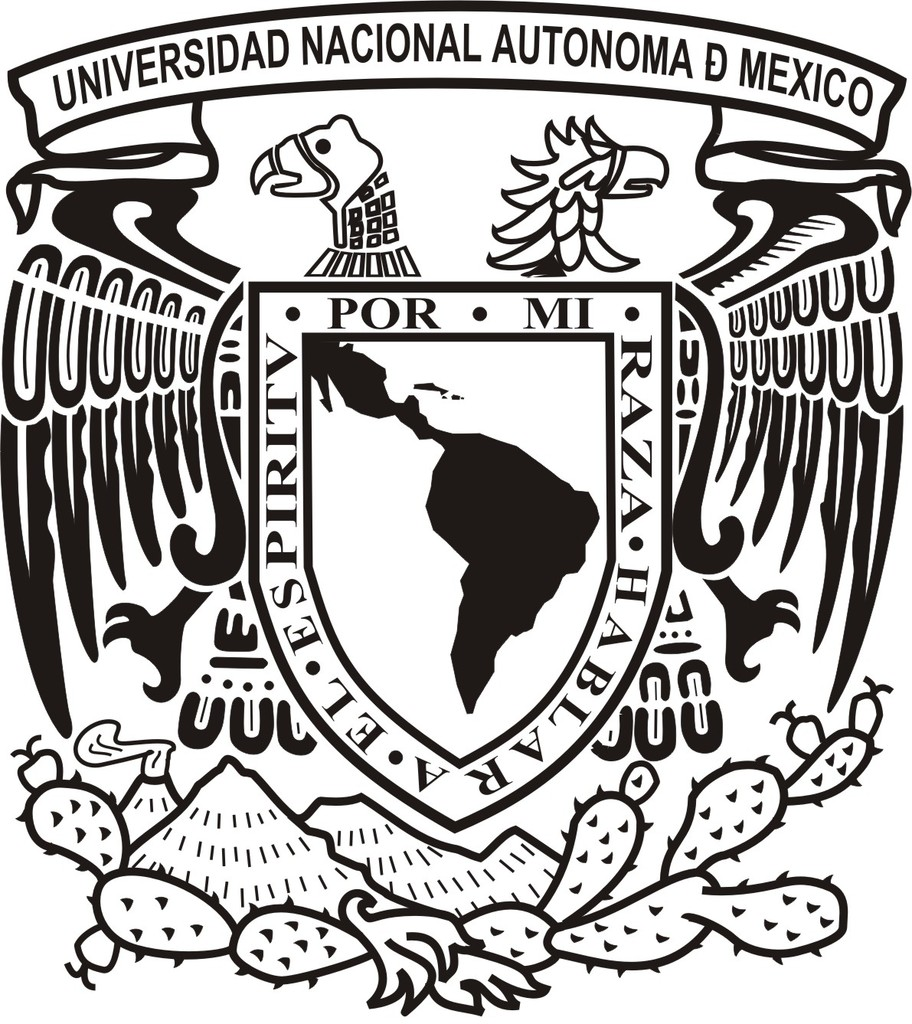 UNIVERSIDAD NACIONAL AUTONOMA Ð MEXICO
· POR · MI ·
RAZA · HABLARA · EL · ESPIRITV